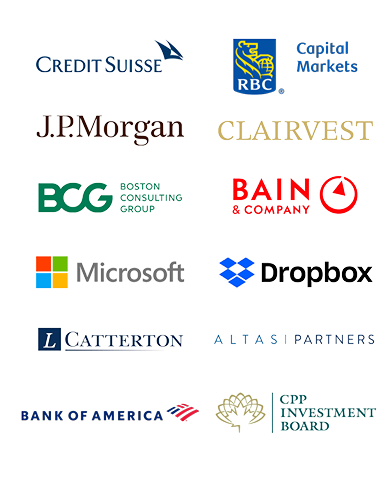 CREDIT SUISSE
RBC®
Capital
Markets
J.P.Morgan
CLAIRVEST
BCG
BOSTON
CONSULTING
GROUP
BAIN
& COMPANY
Microsoft
Dropbox
L CATTERTON
ALTAS|PARTNERS
BANK OF AMERICA
CPP
INVESTMENT
BOARD